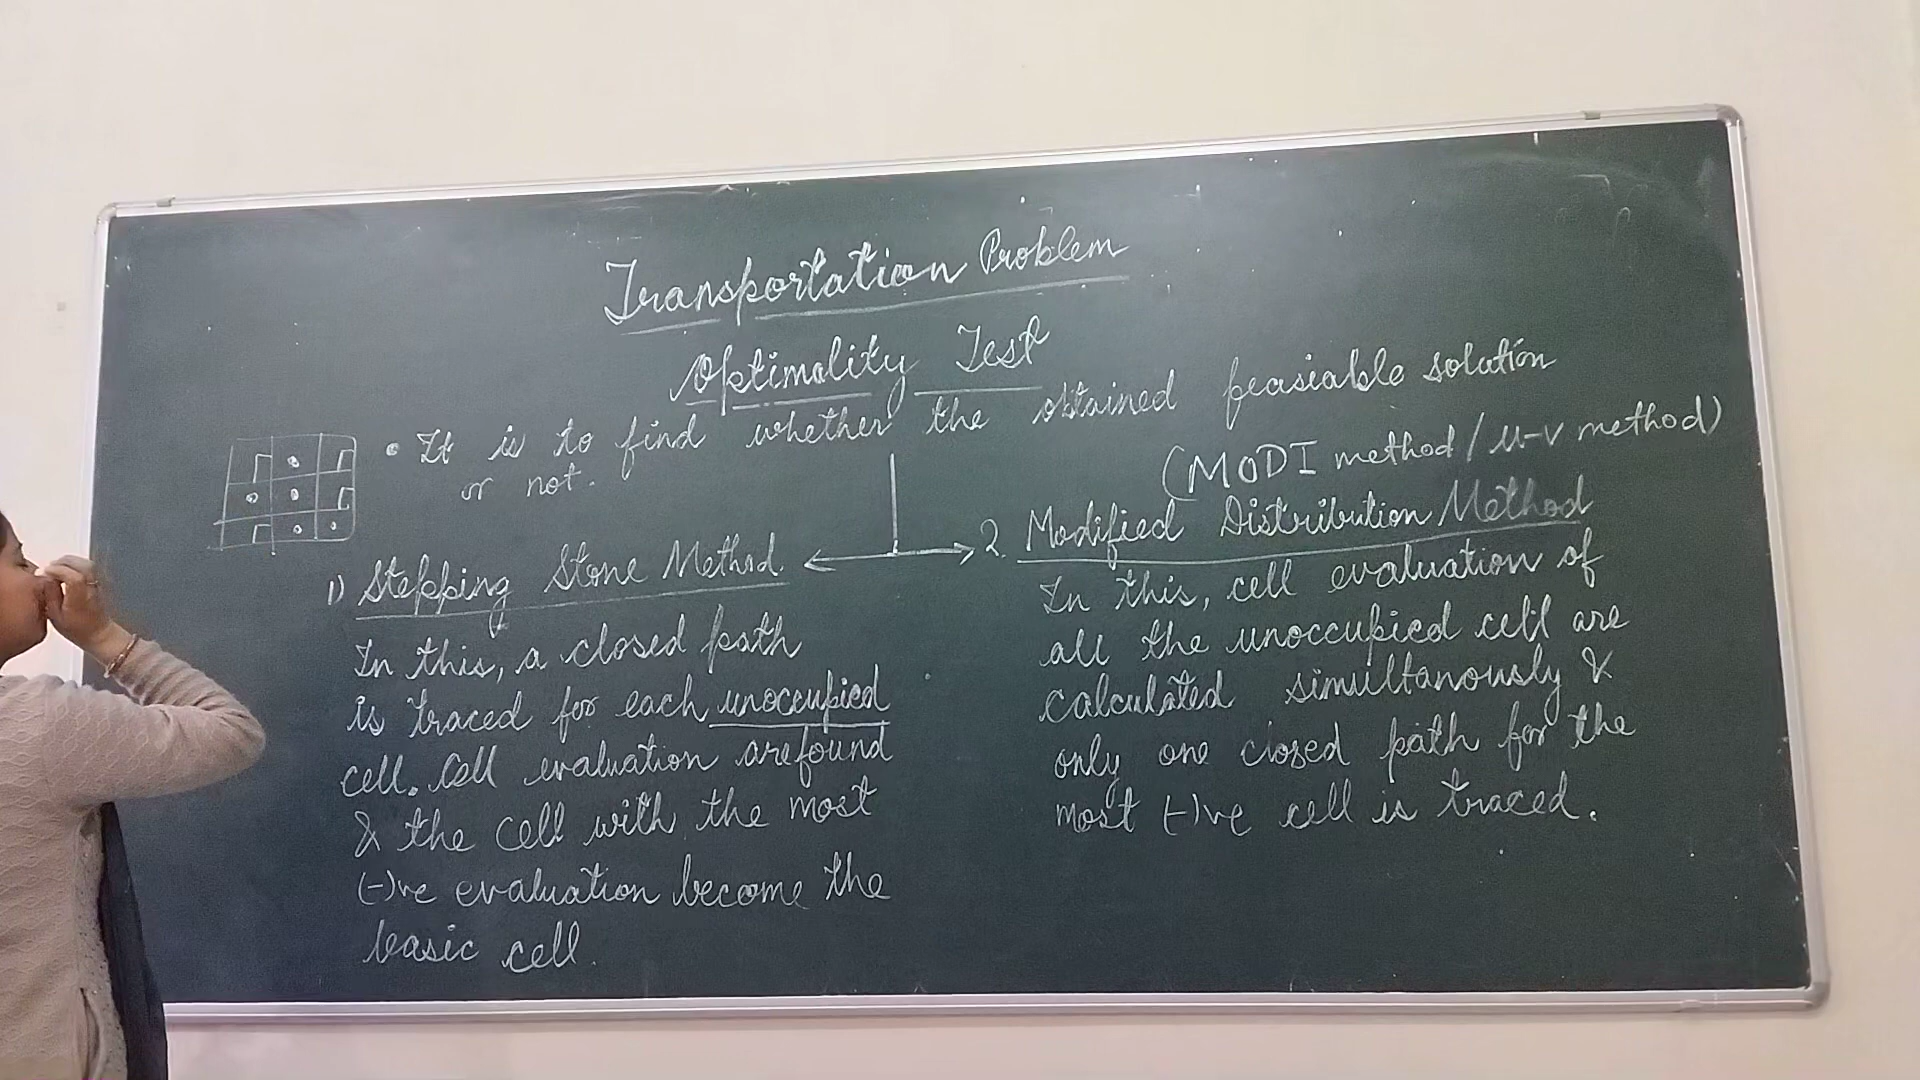 Transportation Problem
Optimality Test
• It is to find whether the obtained feasiable solution
or not.
(MODI method / u-v method)
1) Stepping Stone Method.
In this, a closed path
is traced for each unoccupied
cell. Cell evaluation are found
& the cell with the most
(-)ve evaluation become the
basic cell.
2. Modified Distribution Method
In this, cell evaluation of
all the unoccupied cell are
calculated simultanously &
only one closed path for the
most (-)ve cell is traced.